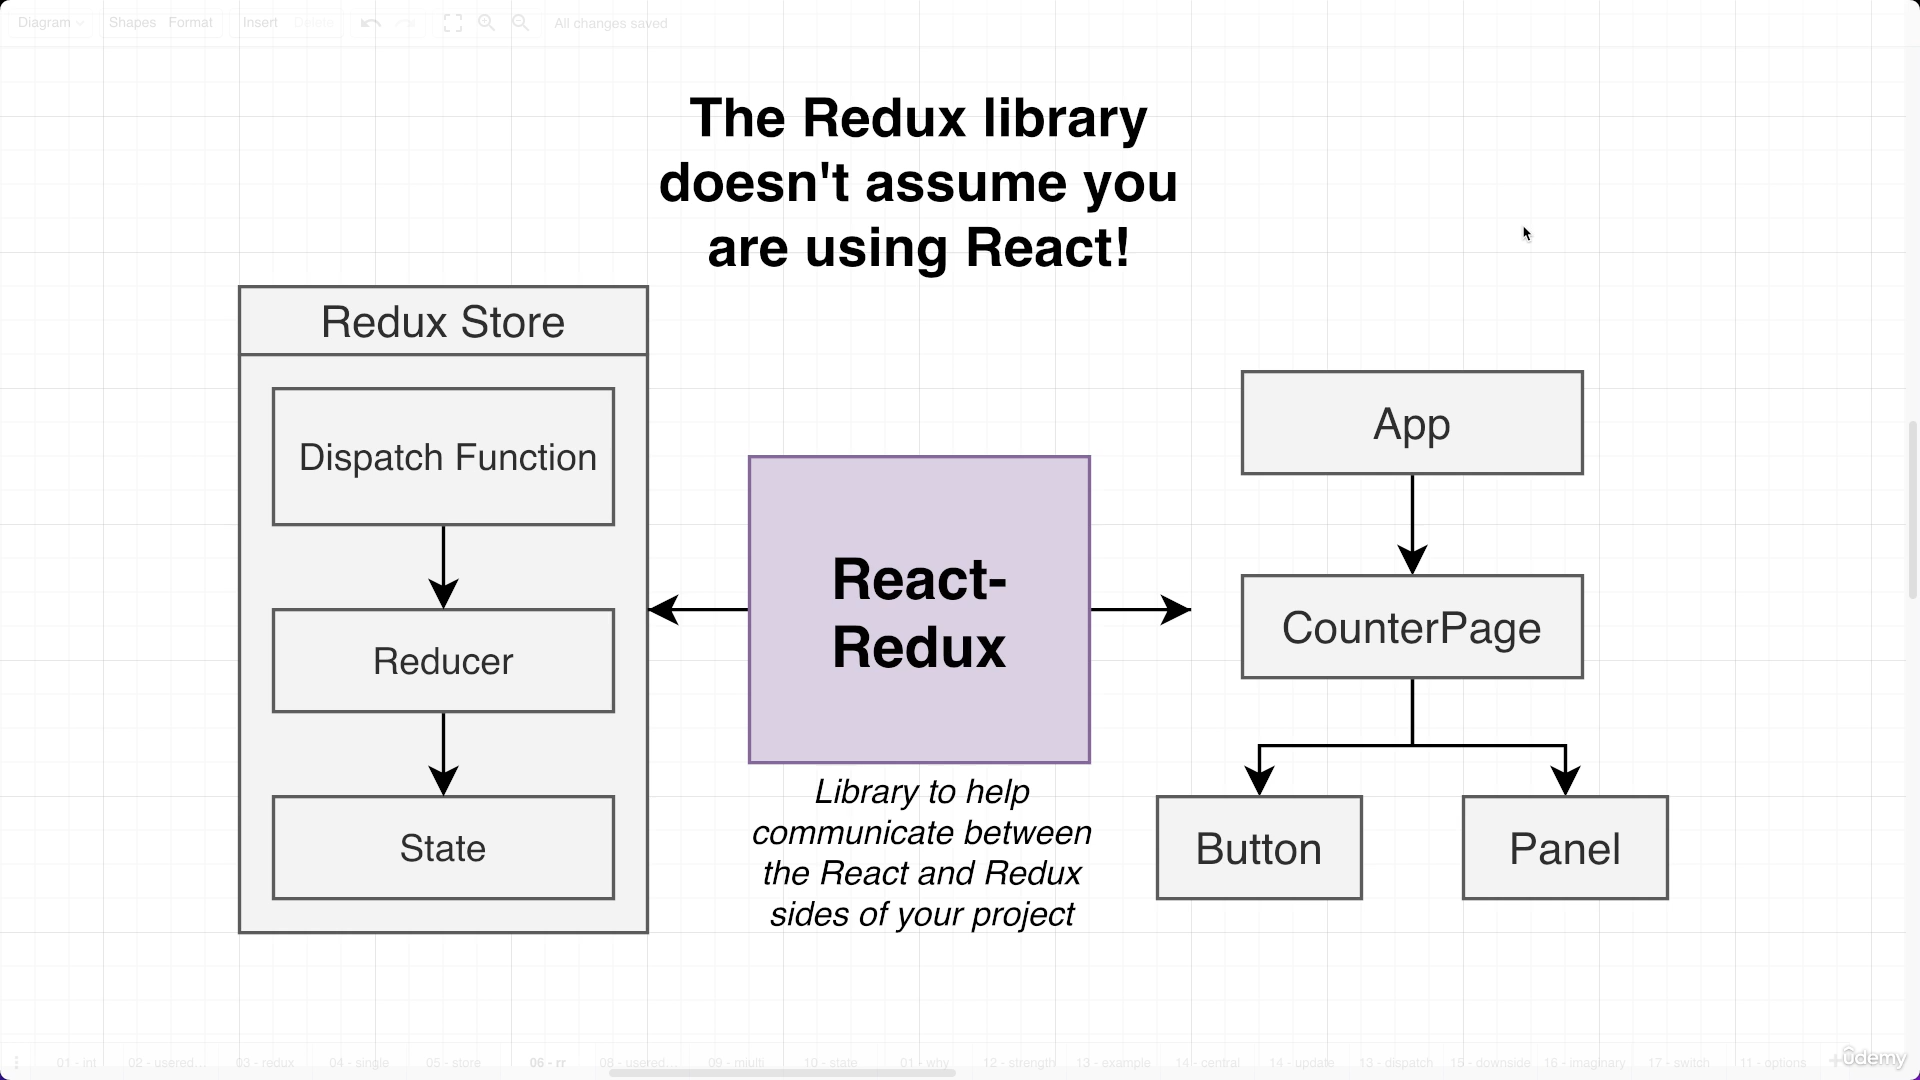 Diagram
Shapes
Format
Insert
Delete
All changes saved
The Redux library
doesn't assume you
are using React!
Redux Store
Dispatch Function
Reducer
State
React-
Redux
Library to help
communicate between
the React and Redux
sides of your project
App
CounterPage
Button
Panel
01 - int
02 - usered...
03 - redux
04 - single
05 - store
06 - rr
08 - usered...
09 - miulti
10 - state
01 - why
12 - strength
13 - example
14 - central
14 - update
13 - dispatch
15 - downside
16 - imaginary
17 - switch
11 - options
ûdemy